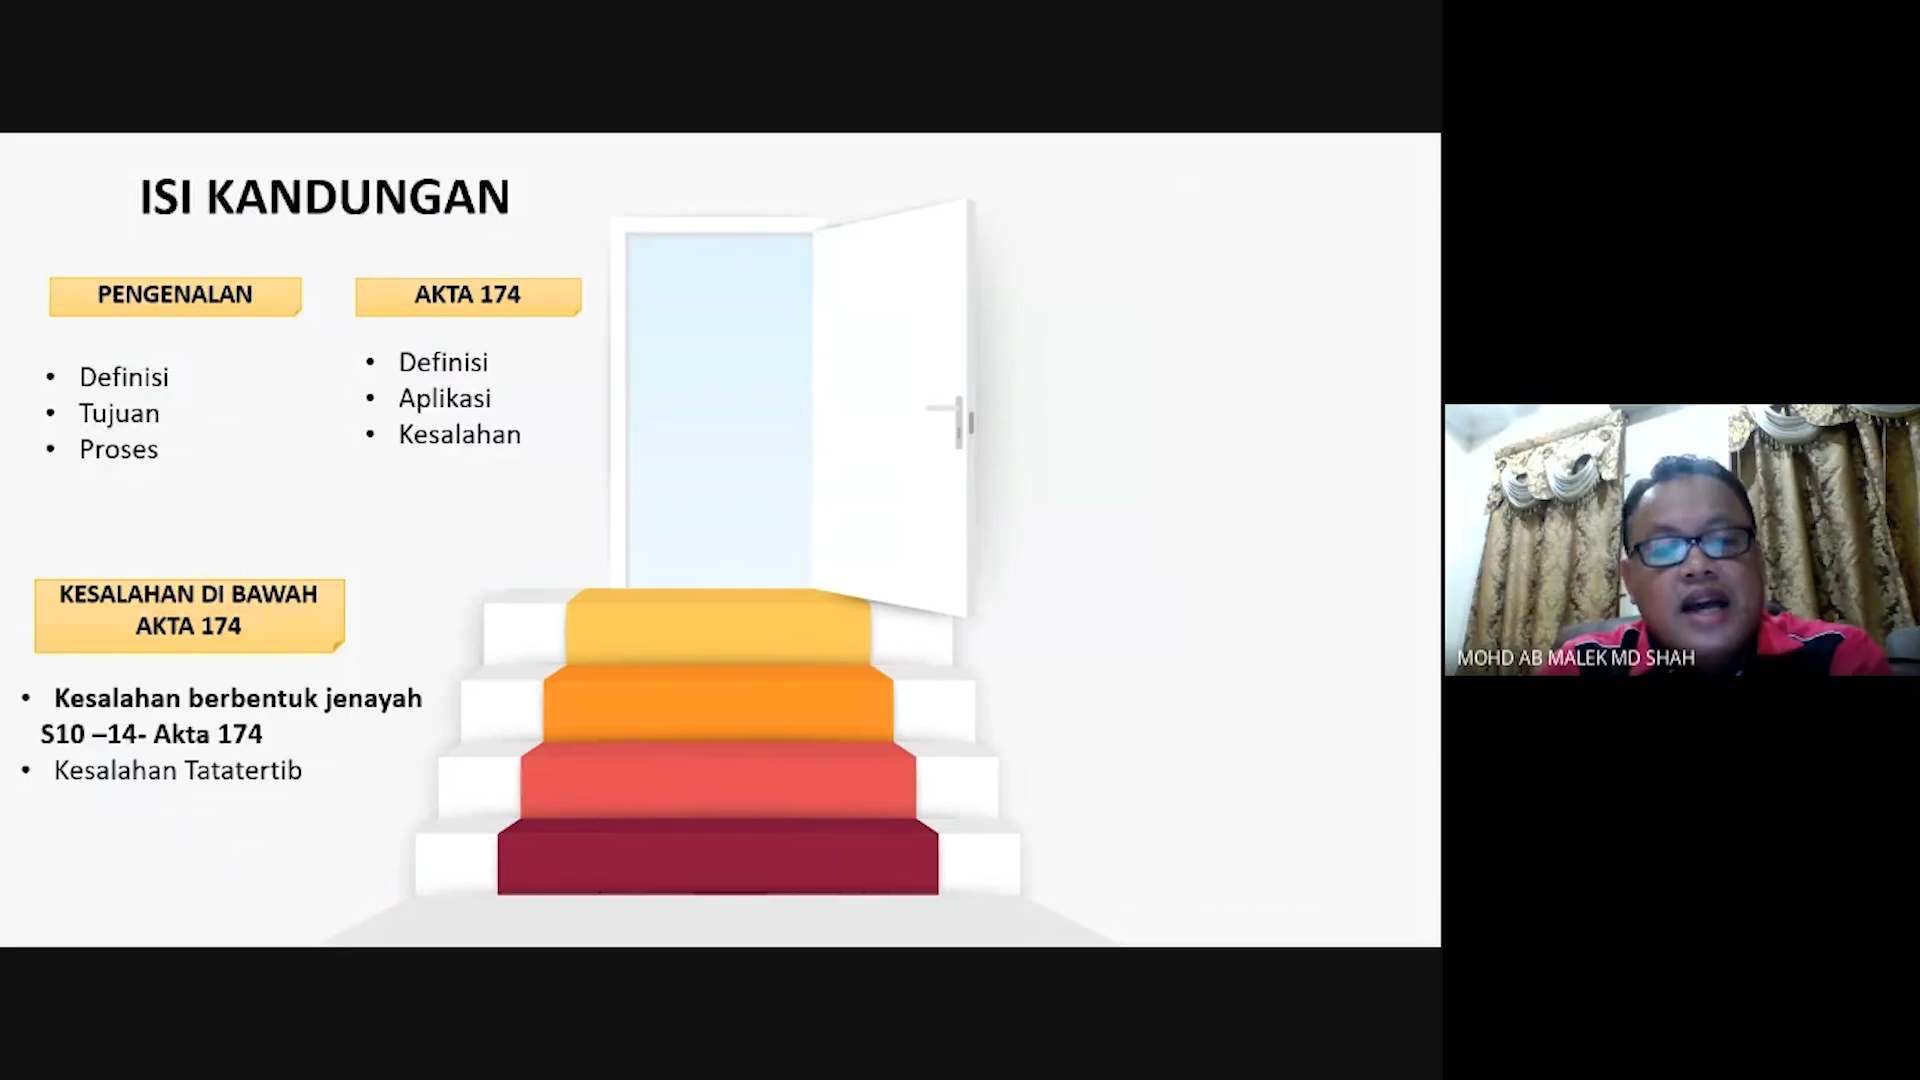 ISI KANDUNGAN
PENGENALAN
• Definisi
• Tujuan
• Proses
AKTA 174
• Definisi
• Aplikasi
• Kesalahan
KESALAHAN DI BAWAH
AKTA 174
• Kesalahan berbentuk jenayah
S10 –14- Akta 174
• Kesalahan Tatatertib
MOHD AB MALEK MD SHAH